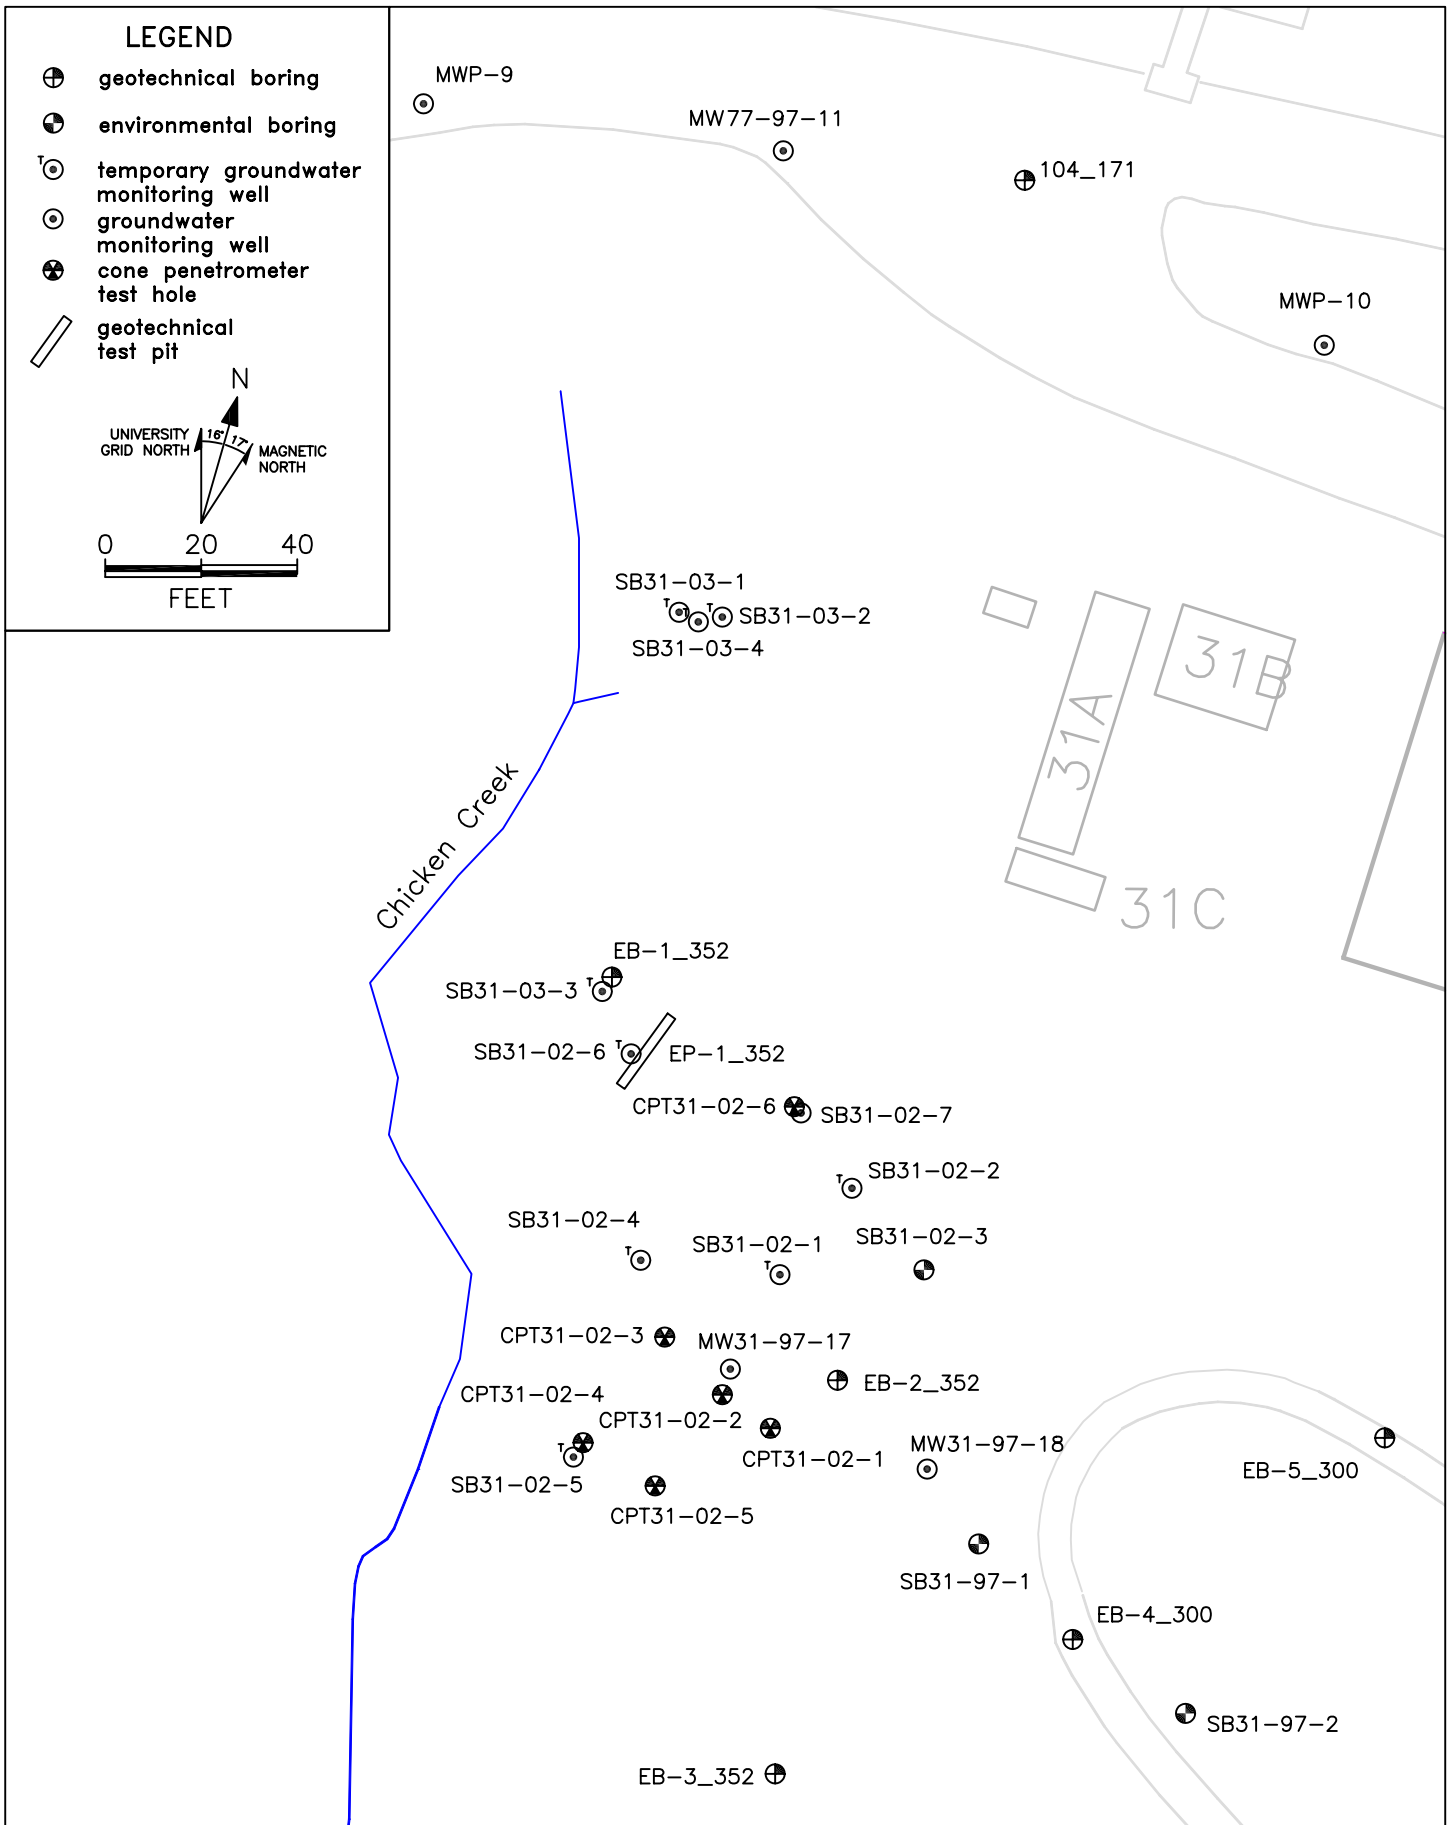 LEGEND
geotechnical boring
environmental boring
T
temporary groundwater
monitoring well
groundwater
monitoring well
cone penetrometer
test hole
geotechnical
test pit
N
UNIVERSITY
GRID NORTH
16°
17°
MAGNETIC
NORTH
0 20 40
FEET
MWP-9
MW77-97-11
104_171
MWP-10
SB31-03-1
T
T
T
SB31-03-2
SB31-03-4
31B
31A
31C
Chicken Creek
EB-1_352
SB31-03-3
T
SB31-02-6
T
EP-1_352
CPT31-02-6
SB31-02-7
SB31-02-2
T
SB31-02-4
T
SB31-02-1
T
SB31-02-3
CPT31-02-3
MW31-97-17
EB-2_352
CPT31-02-4
CPT31-02-2
CPT31-02-1
MW31-97-18
T
SB31-02-5
CPT31-02-5
EB-5_300
SB31-97-1
EB-4_300
SB31-97-2
EB-3_352